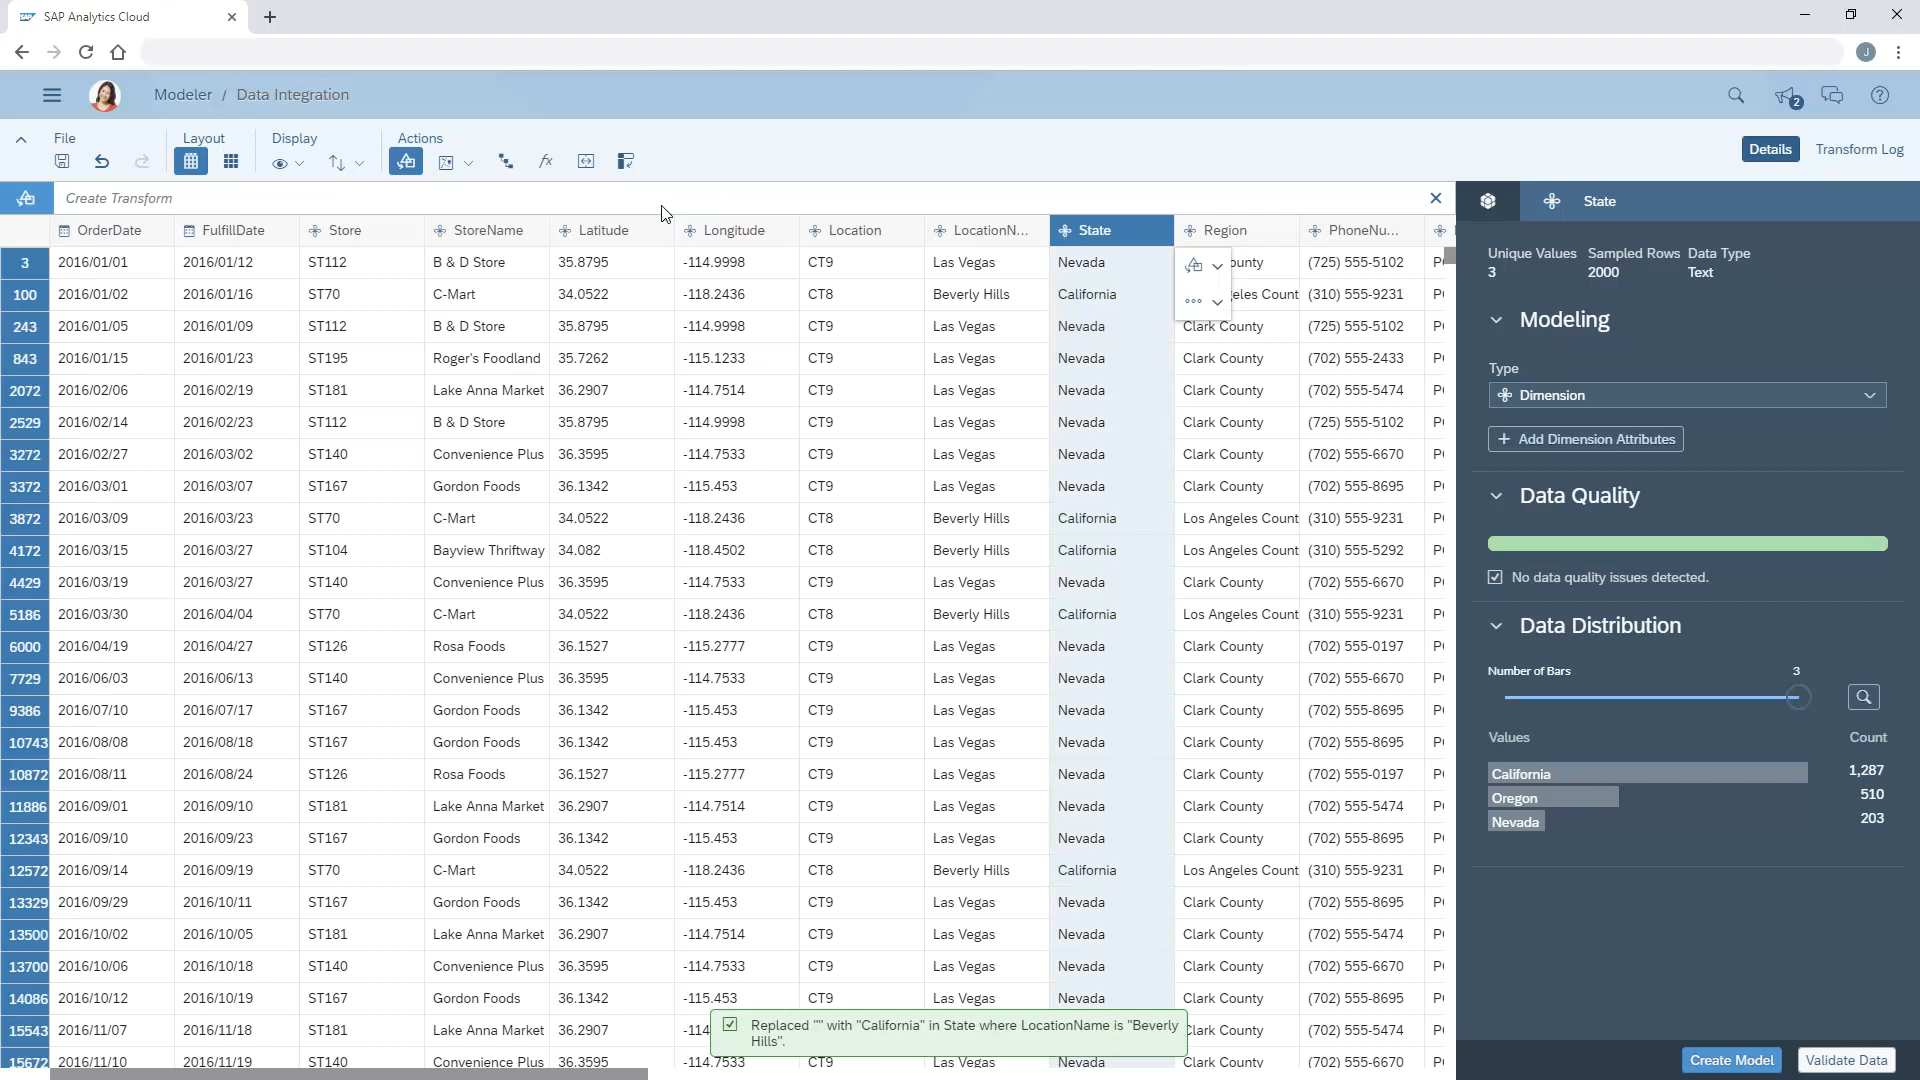 SAP Analytics Cloud
J
Modeler / Data Integration
2
File Layout Display Actions
fx
Details Transform Log
Create Transform
State
OrderDate FulfillDate Store StoreName Latitude Longitude Location LocationN... State Region PhoneNu...
3 2016/01/01 2016/01/12 ST112 B & D Store 35.8795 -114.9998 CT9 Las Vegas Nevada ounty (725) 555-5102
100 2016/01/02 2016/01/16 ST70 C-Mart 34.0522 -118.2436 CT8 Beverly Hills California eles Count (310) 555-9231
243 2016/01/05 2016/01/09 ST112 B & D Store 35.8795 -114.9998 CT9 Las Vegas Nevada Clark County (725) 555-5102
843 2016/01/15 2016/01/23 ST195 Roger's Foodland 35.7262 -115.1233 CT9 Las Vegas Nevada Clark County (702) 555-2433
2072 2016/02/06 2016/02/19 ST181 Lake Anna Market 36.2907 -114.7514 CT9 Las Vegas Nevada Clark County (702) 555-5474
2529 2016/02/14 2016/02/23 ST112 B & D Store 35.8795 -114.9998 CT9 Las Vegas Nevada Clark County (725) 555-5102
3272 2016/02/27 2016/03/02 ST140 Convenience Plus 36.3595 -114.7533 CT9 Las Vegas Nevada Clark County (702) 555-6670
3372 2016/03/01 2016/03/07 ST167 Gordon Foods 36.1342 -115.453 CT9 Las Vegas Nevada Clark County (702) 555-8695
3872 2016/03/09 2016/03/23 ST70 C-Mart 34.0522 -118.2436 CT8 Beverly Hills California Los Angeles Count (310) 555-9231
4172 2016/03/15 2016/03/27 ST104 Bayview Thriftway 34.082 -118.4502 CT8 Beverly Hills California Los Angeles Count (310) 555-5292
4429 2016/03/19 2016/03/27 ST140 Convenience Plus 36.3595 -114.7533 CT9 Las Vegas Nevada Clark County (702) 555-6670
5186 2016/03/30 2016/04/04 ST70 C-Mart 34.0522 -118.2436 CT8 Beverly Hills California Los Angeles Count (310) 555-9231
6000 2016/04/19 2016/04/27 ST126 Rosa Foods 36.1527 -115.2777 CT9 Las Vegas Nevada Clark County (702) 555-0197
7729 2016/06/03 2016/06/13 ST140 Convenience Plus 36.3595 -114.7533 CT9 Las Vegas Nevada Clark County (702) 555-6670
9386 2016/07/10 2016/07/17 ST167 Gordon Foods 36.1342 -115.453 CT9 Las Vegas Nevada Clark County (702) 555-8695
10743 2016/08/08 2016/08/18 ST167 Gordon Foods 36.1342 -115.453 CT9 Las Vegas Nevada Clark County (702) 555-8695
10872 2016/08/11 2016/08/24 ST126 Rosa Foods 36.1527 -115.2777 CT9 Las Vegas Nevada Clark County (702) 555-0197
11886 2016/09/01 2016/09/10 ST181 Lake Anna Market 36.2907 -114.7514 CT9 Las Vegas Nevada Clark County (702) 555-5474
12343 2016/09/10 2016/09/23 ST167 Gordon Foods 36.1342 -115.453 CT9 Las Vegas Nevada Clark County (702) 555-8695
12572 2016/09/14 2016/09/19 ST70 C-Mart 34.0522 -118.2436 CT8 Beverly Hills California Los Angeles Count (310) 555-9231
13329 2016/09/29 2016/10/11 ST167 Gordon Foods 36.1342 -115.453 CT9 Las Vegas Nevada Clark County (702) 555-8695
13500 2016/10/02 2016/10/05 ST181 Lake Anna Market 36.2907 -114.7514 CT9 Las Vegas Nevada Clark County (702) 555-5474
13700 2016/10/06 2016/10/18 ST140 Convenience Plus 36.3595 -114.7533 CT9 Las Vegas Nevada Clark County (702) 555-6670
14086 2016/10/12 2016/10/19 ST167 Gordon Foods 36.1342 -115.453 CT9 Las Vegas Nevada Clark County (702) 555-8695
15543 2016/11/07 2016/11/18 ST181 Lake Anna Market 36.2907 -114 Clark County (702) 555-5474
15672 2016/11/10 2016/11/19 ST140 Convenience Plus 36.3595 -114.7533 CT9 Las Vegas Nevada Clark County (702) 555-6670
Replaced "" with "California" in State where LocationName is "Beverly
Hills".
Unique Values Sampled Rows Data Type
3 2000 Text
Modeling
Type
Dimension
+ Add Dimension Attributes
Data Quality
No data quality issues detected.
Data Distribution
Number of Bars 3
Values Count
California 1,287
Oregon 510
Nevada 203
Create Model Validate Data